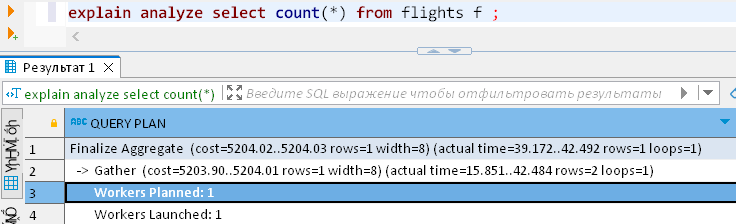 explain analyze select count(*) from flights f ;
Результат 1
explain analyze select count(*)
Введите SQL выражение чтобы отфильтровать результаты
ABC QUERY PLAN
1 Finalize Aggregate (cost=5204.02..5204.03 rows=1 width=8) (actual time=39.172..42.492 rows=1 loops=1)
2 -> Gather (cost=5203.90..5204.01 rows=1 width=8) (actual time=15.851..42.484 rows=2 loops=1)
3 Workers Planned: 1
4 Workers Launched: 1